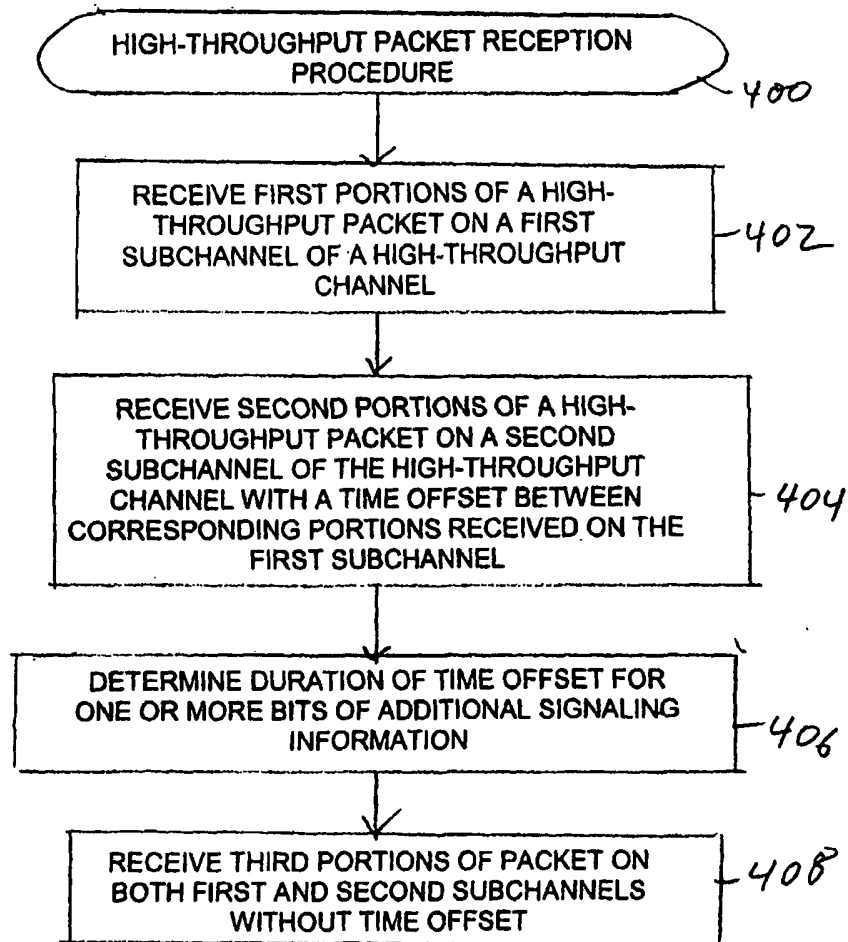 HIGH-THROUGHPUT PACKET RECEPTION
PROCEDURE
400
RECEIVE FIRST PORTIONS OF A HIGH-
THROUGHPUT PACKET ON A FIRST
SUBCHANNEL OF A HIGH-THROUGHPUT
CHANNEL
402
RECEIVE SECOND PORTIONS OF A HIGH-
THROUGHPUT PACKET ON A SECOND
SUBCHANNEL OF THE HIGH-THROUGHPUT
CHANNEL WITH A TIME OFFSET BETWEEN
CORRESPONDING PORTIONS RECEIVED ON THE
FIRST SUBCHANNEL
404
DETERMINE DURATION OF TIME OFFSET FOR
ONE OR MORE BITS OF ADDITIONAL SIGNALING
INFORMATION
406
RECEIVE THIRD PORTIONS OF PACKET ON
BOTH FIRST AND SECOND SUBCHANNELS
WITHOUT TIME OFFSET
408